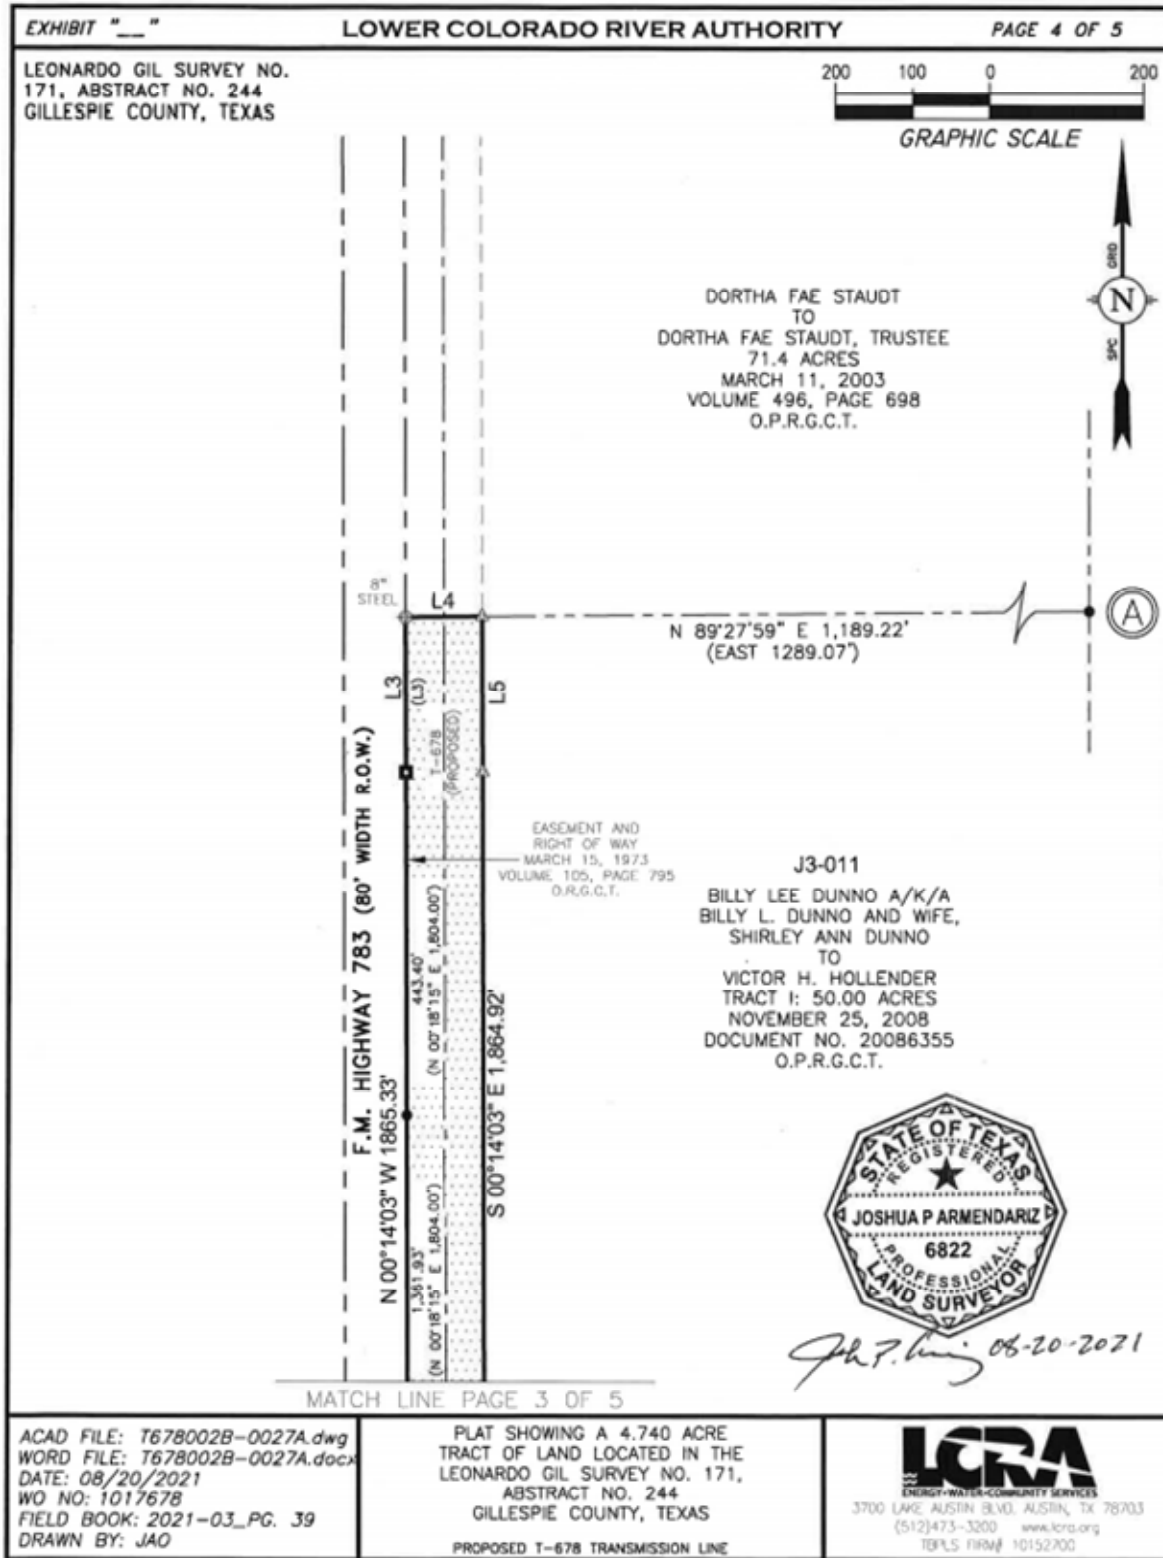 EXHIBIT "__"
LOWER COLORADO RIVER AUTHORITY
PAGE 4 OF 5
LEONARDO GIL SURVEY NO.
171, ABSTRACT NO. 244
GILLESPIE COUNTY, TEXAS
200 100 0 200
GRAPHIC SCALE
GRID
N
SPC
DORTHA FAE STAUDT
TO
DORTHA FAE STAUDT, TRUSTEE
71.4 ACRES
MARCH 11, 2003
VOLUME 496, PAGE 698
O.P.R.G.C.T.
8"
STEEL
L4
N 89°27'59" E 1,189.22'
(EAST 1289.07')
A
L3
(L3)
L5
T-678
(PROPOSED)
F.M. HIGHWAY 783 (80' WIDTH R.O.W.)
EASEMENT AND
RIGHT OF WAY
MARCH 15, 1973
VOLUME 105, PAGE 795
O.R.G.C.T.
443.40'
(N 00°18'15" E 1,804.00')
N 00°14'03" W 1865.33'
S 00°14'03" E 1,864.92'
1,361.93'
(N 00°18'15" E 1,804.00')
J3-011
BILLY LEE DUNNO A/K/A
BILLY L. DUNNO AND WIFE,
SHIRLEY ANN DUNNO
TO
VICTOR H. HOLLENDER
TRACT I: 50.00 ACRES
NOVEMBER 25, 2008
DOCUMENT NO. 20086355
O.P.R.G.C.T.
STATE OF TEXAS
REGISTERED
JOSHUA P ARMENDARIZ
6822
PROFESSIONAL
LAND SURVEYOR
08-20-2021
MATCH LINE PAGE 3 OF 5
ACAD FILE: T678002B-0027A.dwg
WORD FILE: T678002B-0027A.docx
DATE: 08/20/2021
WO NO: 1017678
FIELD BOOK: 2021-03_PG. 39
DRAWN BY: JAO
PLAT SHOWING A 4.740 ACRE
TRACT OF LAND LOCATED IN THE
LEONARDO GIL SURVEY NO. 171,
ABSTRACT NO. 244
GILLESPIE COUNTY, TEXAS
PROPOSED T-678 TRANSMISSION LINE
LCRA
ENERGY•WATER•COMMUNITY SERVICES
3700 LAKE AUSTIN BLVD. AUSTIN, TX 78703
(512)473-3200 www.lcra.org
TBPLS FIRM# 10152700